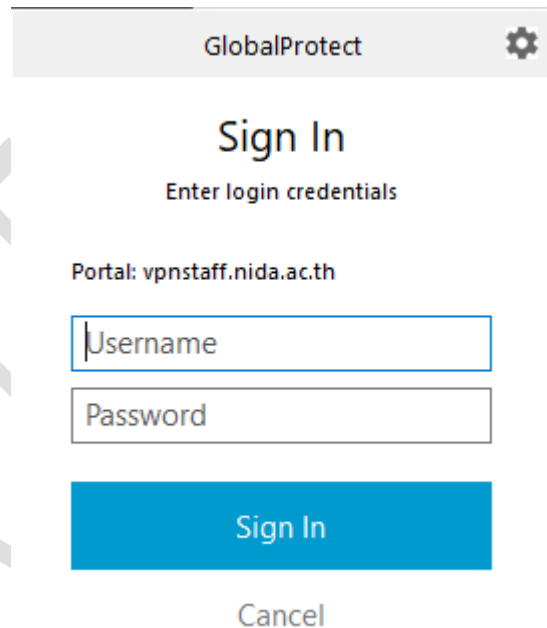 GlobalProtect
Sign In
Enter login credentials
Portal: vpnstaff.nida.ac.th
Username
Password
Sign In
Cancel